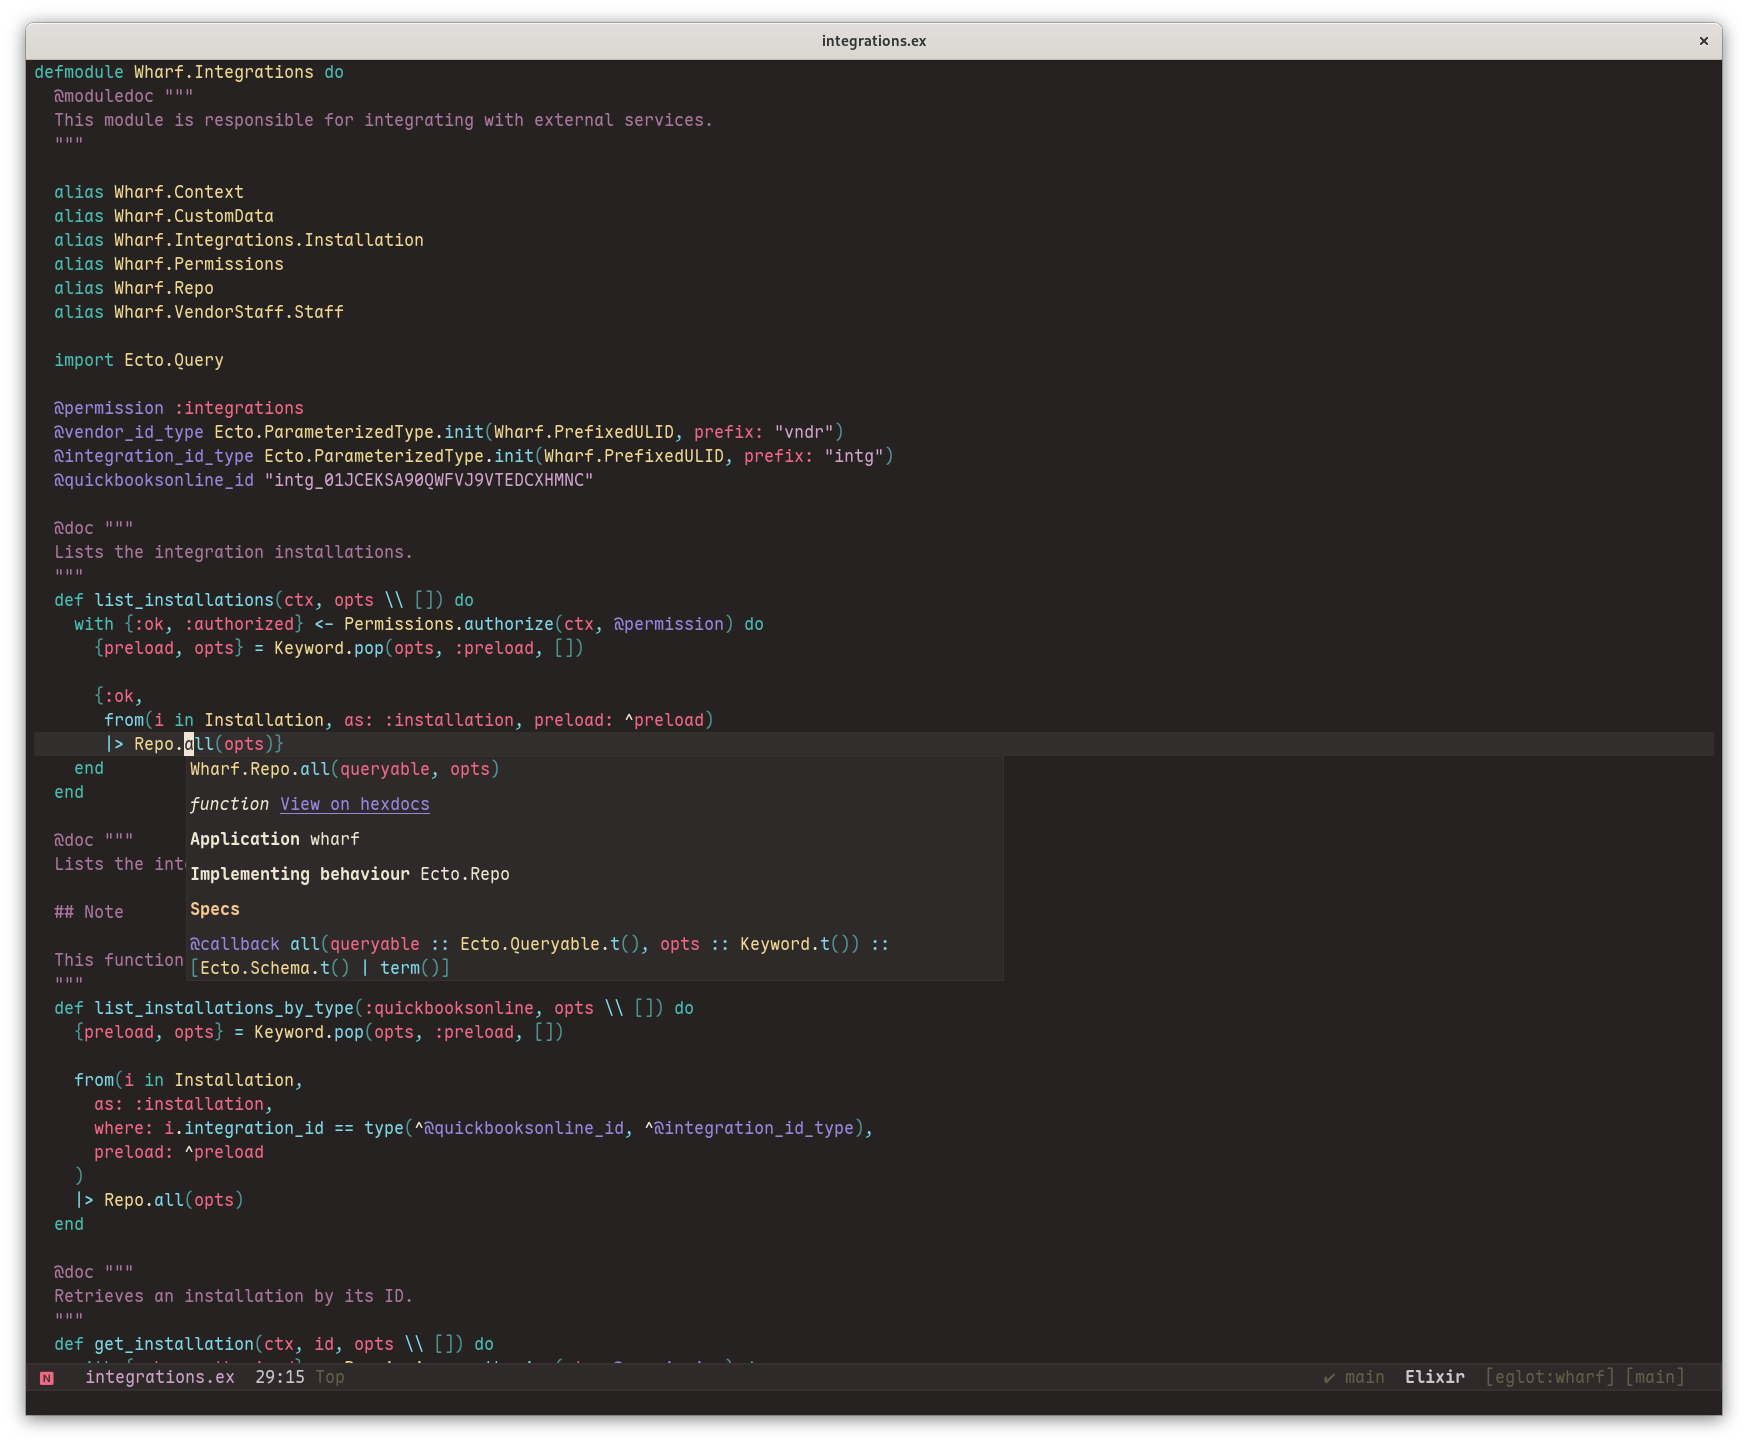 integrations.ex ×
defmodule Wharf.Integrations do
  @moduledoc """
  This module is responsible for integrating with external services.
  """

  alias Wharf.Context
  alias Wharf.CustomData
  alias Wharf.Integrations.Installation
  alias Wharf.Permissions
  alias Wharf.Repo
  alias Wharf.VendorStaff.Staff

  import Ecto.Query

  @permission :integrations
  @vendor_id_type Ecto.ParameterizedType.init(Wharf.PrefixedULID, prefix: "vndr")
  @integration_id_type Ecto.ParameterizedType.init(Wharf.PrefixedULID, prefix: "intg")
  @quickbooksonline_id "intg_01JCEKSA90QWFVJ9VTEDCXHMNC"

  @doc """
  Lists the integration installations.
  """
  def list_installations(ctx, opts \\ []) do
    with {:ok, :authorized} <- Permissions.authorize(ctx, @permission) do
      {preload, opts} = Keyword.pop(opts, :preload, [])

      {:ok,
       from(i in Installation, as: :installation, preload: ^preload)
       |> Repo.all(opts)}
    end
  end
Wharf.Repo.all(queryable, opts)
function View on hexdocs
Application wharf
Implementing behaviour Ecto.Repo
Specs
@callback all(queryable :: Ecto.Queryable.t(), opts :: Keyword.t()) ::
[Ecto.Schema.t() | term()]

  @doc """
  Lists the

  ## Note

  This function
  """
  def list_installations_by_type(:quickbooksonline, opts \\ []) do
    {preload, opts} = Keyword.pop(opts, :preload, [])

    from(i in Installation,
      as: :installation,
      where: i.integration_id == type(^@quickbooksonline_id, ^@integration_id_type),
      preload: ^preload
    )
    |> Repo.all(opts)
  end

  @doc """
  Retrieves an installation by its ID.
  """
  def get_installation(ctx, id, opts \\ []) do
N integrations.ex 29:15 Top ✔ main Elixir [eglot:wharf] [main]